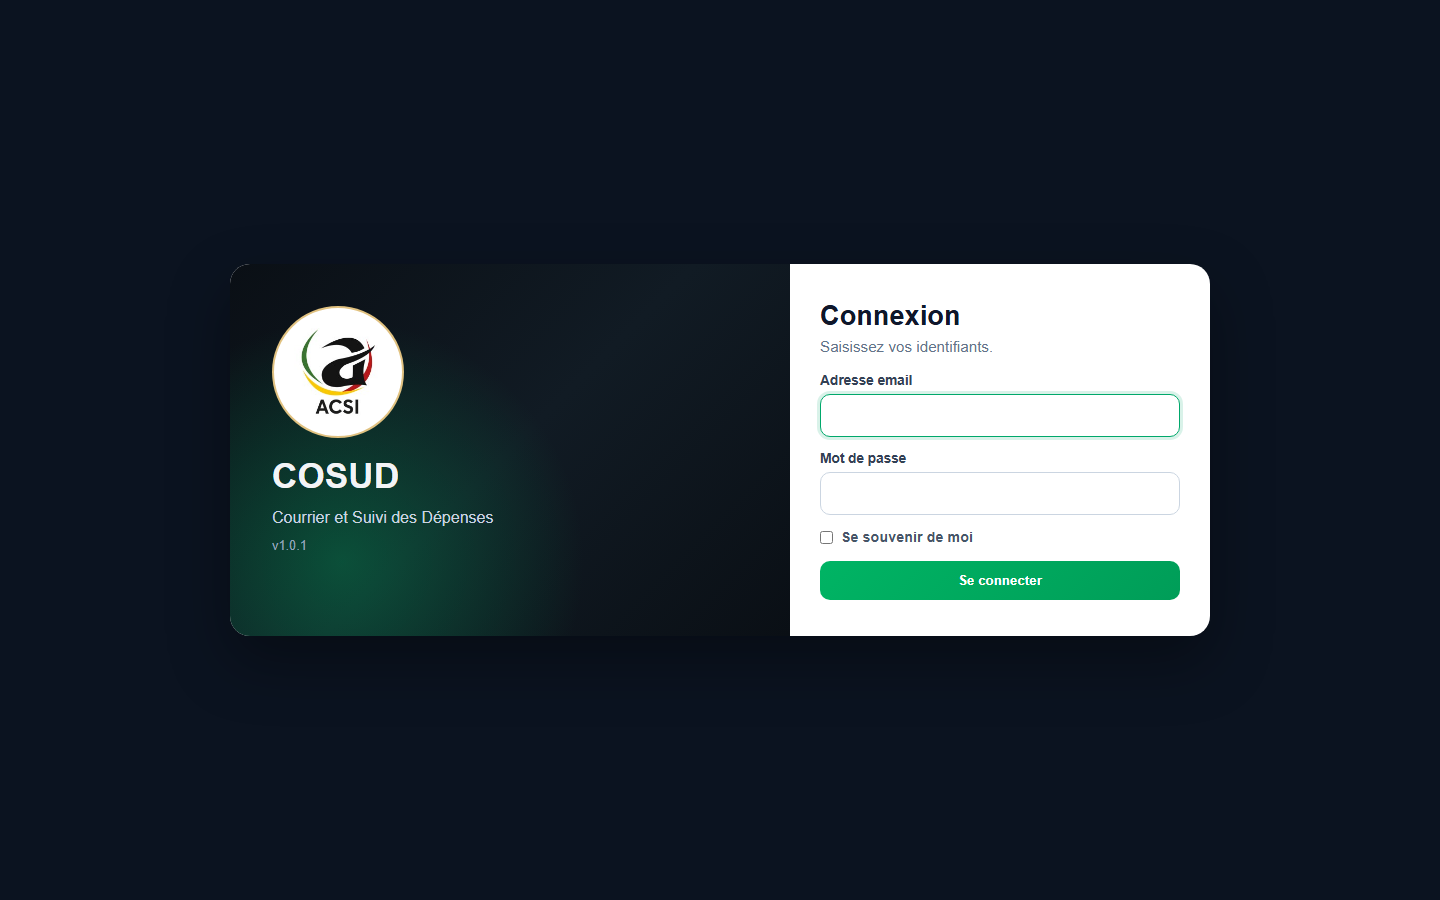 a
ACSI
COSUD
Courrier et Suivi des Dépenses
v1.0.1
Connexion
Saisissez vos identifiants.
Adresse email
Mot de passe
Se souvenir de moi
Se connecter